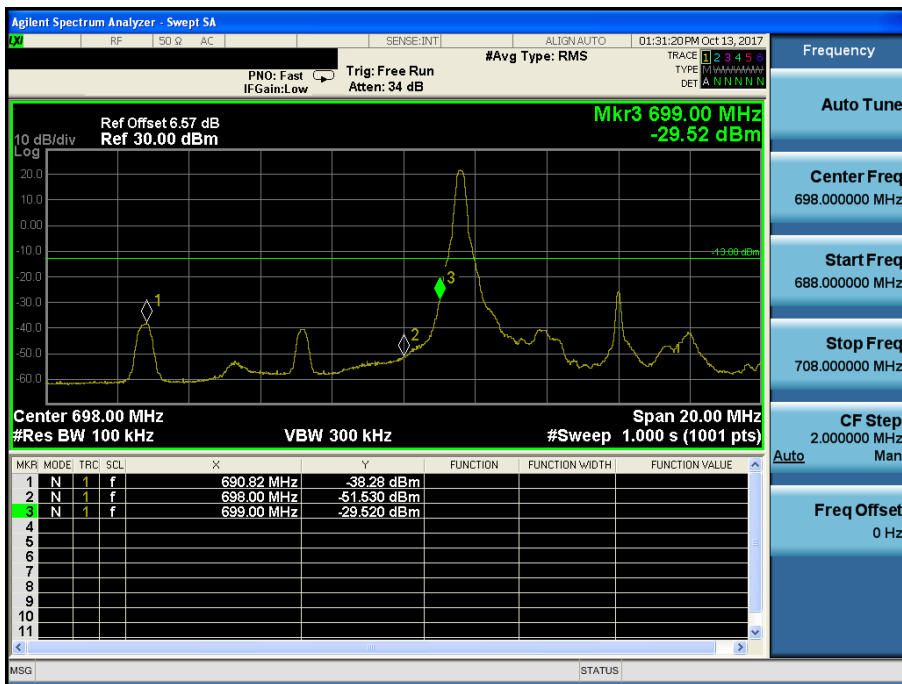 Agilent Spectrum Analyzer - Swept SA
LXI RF 50 Ω AC SENSE:INT ALIGN AUTO 01:31:20 PM Oct 13, 2017
#Avg Type: RMS TRACE 1 2 3 4 5 6
PNO: Fast Trig: Free Run TYPE MWWWWW
IFGain:Low Atten: 34 dB DET A N N N N N
Mkr3 699.00 MHz
-29.52 dBm
Ref Offset 6.57 dB
10 dB/div Ref 30.00 dBm
Log
20.0
10.0
0.00
-10.0
-13.00 dBm
-20.0
-30.0
-40.0
-50.0
-60.0
1
2
3
1
Center 698.00 MHz Span 20.00 MHz
#Res BW 100 kHz VBW 300 kHz #Sweep 1.000 s (1001 pts)
MKR MODE TRC SCL X Y FUNCTION FUNCTION WIDTH FUNCTION VALUE
1 N 1 f 690.82 MHz -38.28 dBm
2 N 1 f 698.00 MHz -51.530 dBm
3 N 1 f 699.00 MHz -29.520 dBm
4
5
6
7
8
9
10
11
MSG STATUS
Frequency
Auto Tune
Center Freq
698.000000 MHz
Start Freq
688.000000 MHz
Stop Freq
708.000000 MHz
CF Step
2.000000 MHz
Auto Man
Freq Offset
0 Hz